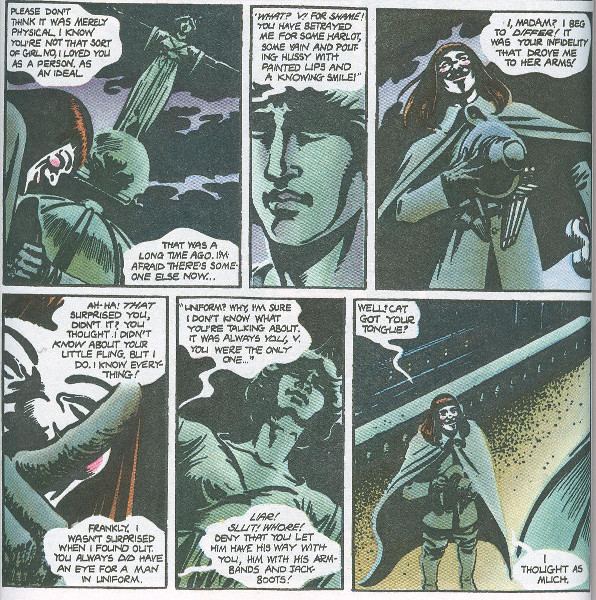 PLEASE DON'T
THINK IT WAS MERELY
PHYSICAL. I KNOW
YOU'RE NOT THAT SORT
OF GIRL. NO, I LOVED YOU
AS A PERSON. AS
AN IDEAL.
THAT WAS A
LONG TIME AGO. I'M
AFRAID THERE'S SOME-
ONE ELSE NOW...
"WHAT? V! FOR SHAME!
YOU HAVE BETRAYED
ME FOR SOME HARLOT,
SOME VAIN AND POUT-
ING HUSSY WITH
PAINTED LIPS AND
A KNOWING SMILE!"
I, MADAM? I BEG
TO DIFFER! IT
WAS YOUR INFIDELITY
THAT DROVE ME
TO HER ARMS!
AH-HA! THAT
SURPRISED YOU,
DIDN'T IT? YOU
THOUGHT I DIDN'T
KNOW ABOUT YOUR
LITTLE FLING, BUT I
DO. I KNOW EVERY-
THING!
FRANKLY, I
WASN'T SURPRISED
WHEN I FOUND OUT.
YOU ALWAYS DID HAVE
AN EYE FOR A MAN
IN UNIFORM.
"UNIFORM? WHY, I'M SURE
I DON'T KNOW WHAT
YOU'RE TALKING ABOUT.
IT WAS ALWAYS YOU, V.
YOU WERE THE ONLY
ONE..."
LIAR!
SLUT! WHORE!
DENY THAT YOU LET
HIM HAVE HIS WAY WITH
YOU, HIM WITH HIS ARM-
BANDS AND JACK-
BOOTS!
WELL? CAT
GOT YOUR
TONGUE?
I
THOUGHT AS
MUCH.